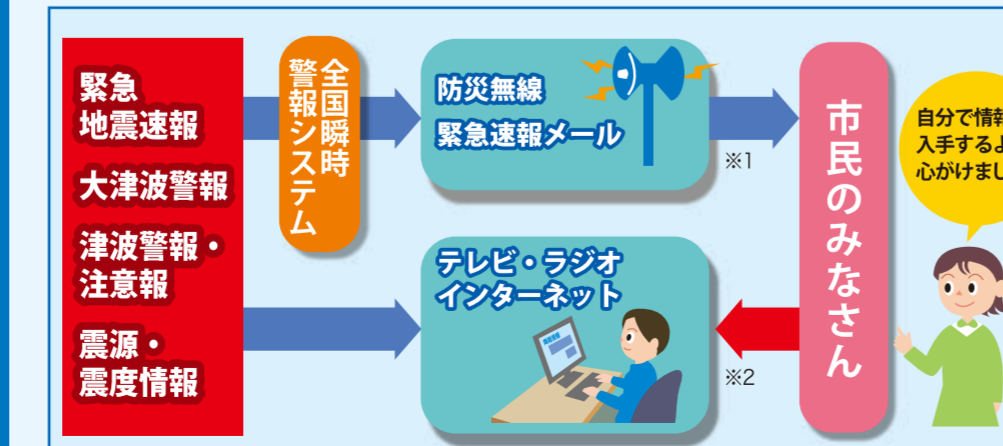 緊急
地震速報
大津波警報
津波警報・
注意報
震源・
震度情報
全国瞬時
警報システム
防災無線
緊急速報メール
※1
テレビ・ラジオ
インターネット
※2
市民のみなさん
自分で情報
入手するよ
心がけまし